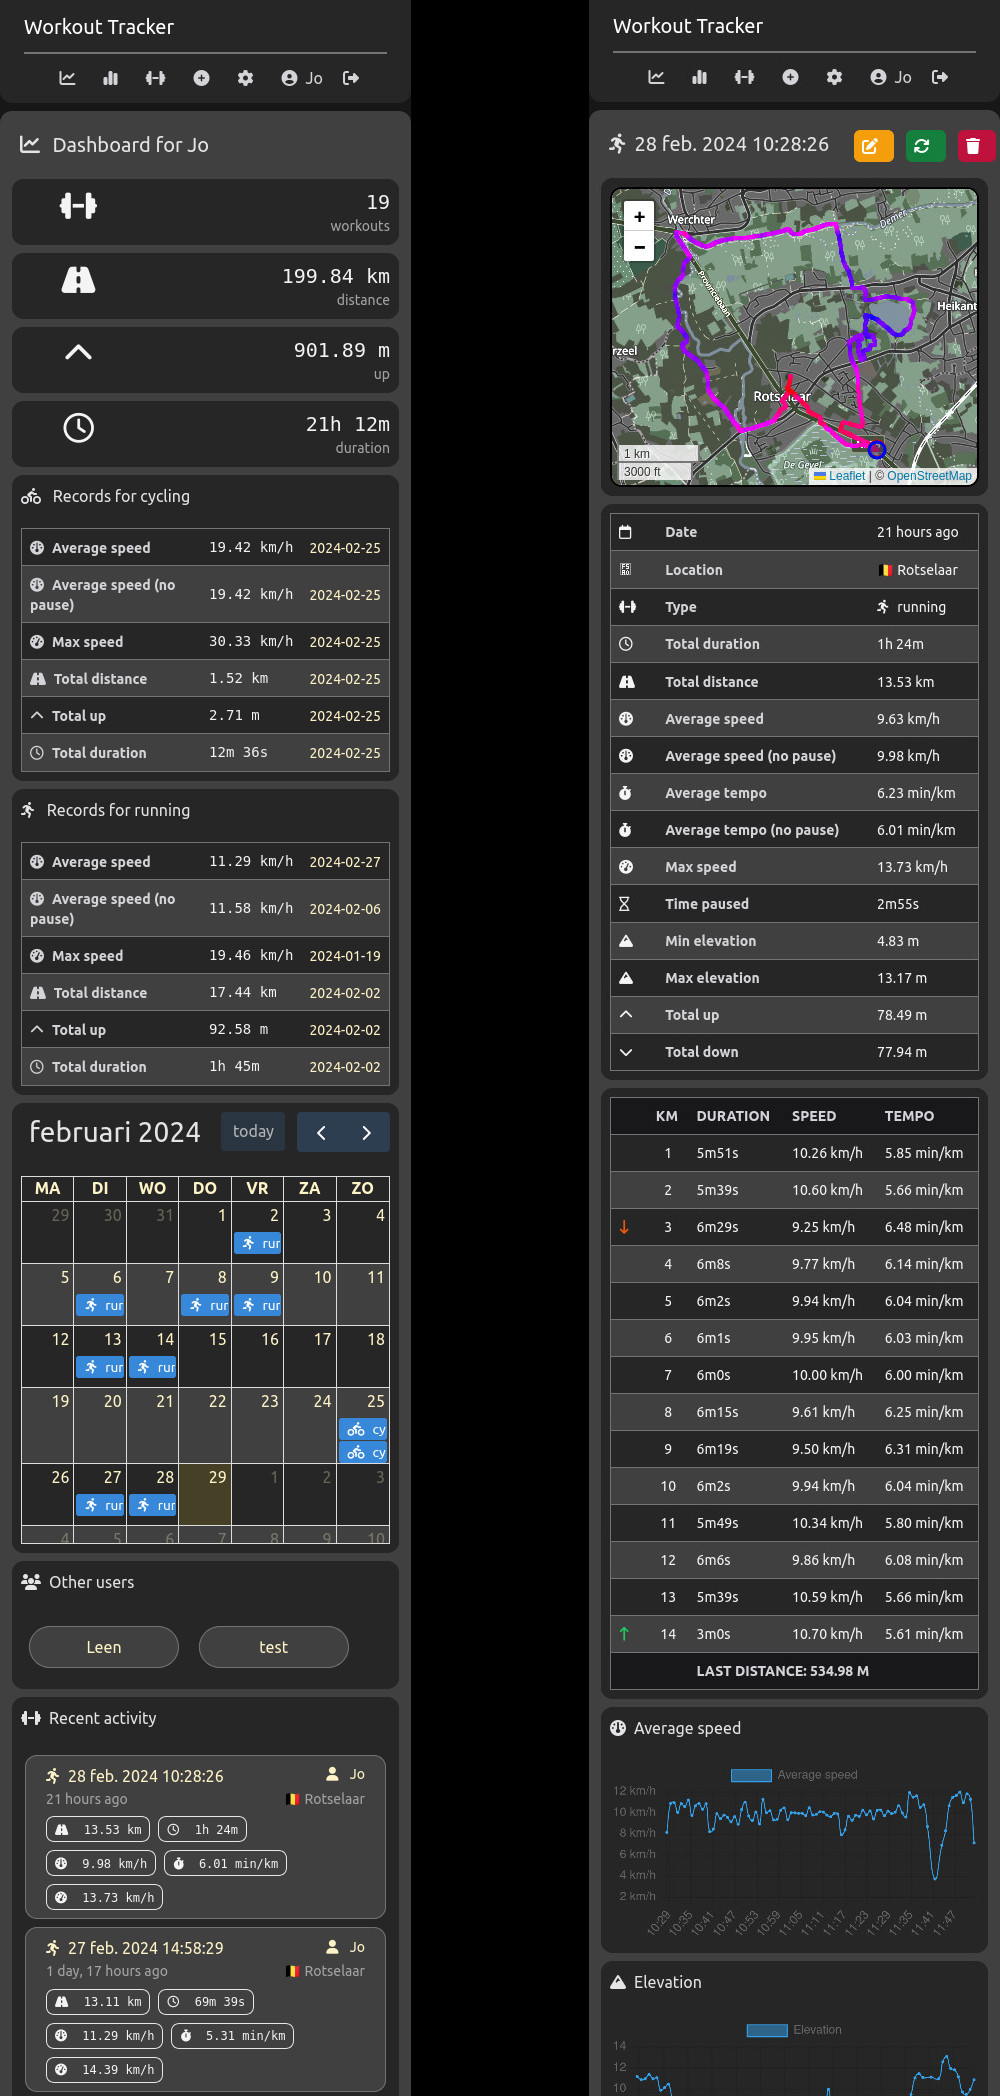 Workout Tracker
Jo
Dashboard for Jo
19
workouts
199.84 km
distance
901.89 m
up
21h 12m
duration
Records for cycling
Average speed 19.42 km/h 2024-02-25
Average speed (no pause) 19.42 km/h 2024-02-25
Max speed 30.33 km/h 2024-02-25
Total distance 1.52 km 2024-02-25
Total up 2.71 m 2024-02-25
Total duration 12m 36s 2024-02-25
Records for running
Average speed 11.29 km/h 2024-02-27
Average speed (no pause) 11.58 km/h 2024-02-06
Max speed 19.46 km/h 2024-01-19
Total distance 17.44 km 2024-02-02
Total up 92.58 m 2024-02-02
Total duration 1h 45m 2024-02-02
februari 2024 today
MA DI WO DO VR ZA ZO
29 30 31 1 2 3 4
rur
5 6 7 8 9 10 11
rur rur rur
12 13 14 15 16 17 18
rur rur
19 20 21 22 23 24 25
cy
cy
26 27 28 29 1 2 3
rur rur
4 5 6 7 8 9 10
Other users
Leen test
Recent activity
28 feb. 2024 10:28:26 Jo
21 hours ago Rotselaar
13.53 km 1h 24m
9.98 km/h 6.01 min/km
13.73 km/h
27 feb. 2024 14:58:29 Jo
1 day, 17 hours ago Rotselaar
13.11 km 69m 39s
11.29 km/h 5.31 min/km
14.39 km/h
Workout Tracker
Jo
28 feb. 2024 10:28:26
+
−
Werchter
Demer
Provinciebaan
Heikant
rzeel
Rotselaar
De Gevel
1 km
3000 ft
Leaflet | © OpenStreetMap
Date 21 hours ago
Location Rotselaar
Type running
Total duration 1h 24m
Total distance 13.53 km
Average speed 9.63 km/h
Average speed (no pause) 9.98 km/h
Average tempo 6.23 min/km
Average tempo (no pause) 6.01 min/km
Max speed 13.73 km/h
Time paused 2m55s
Min elevation 4.83 m
Max elevation 13.17 m
Total up 78.49 m
Total down 77.94 m
KM DURATION SPEED TEMPO
1 5m51s 10.26 km/h 5.85 min/km
2 5m39s 10.60 km/h 5.66 min/km
3 6m29s 9.25 km/h 6.48 min/km
4 6m8s 9.77 km/h 6.14 min/km
5 6m2s 9.94 km/h 6.04 min/km
6 6m1s 9.95 km/h 6.03 min/km
7 6m0s 10.00 km/h 6.00 min/km
8 6m15s 9.61 km/h 6.25 min/km
9 6m19s 9.50 km/h 6.31 min/km
10 6m2s 9.94 km/h 6.04 min/km
11 5m49s 10.34 km/h 5.80 min/km
12 6m6s 9.86 km/h 6.08 min/km
13 5m39s 10.59 km/h 5.66 min/km
14 3m0s 10.70 km/h 5.61 min/km
LAST DISTANCE: 534.98 M
Average speed
Average speed
12 km/h
10 km/h
8 km/h
6 km/h
4 km/h
2 km/h
10:29 10:35 10:41 10:47 10:53 10:59 11:05 11:11 11:17 11:23 11:29 11:35 11:41 11:47
Elevation
Elevation
14
12
10